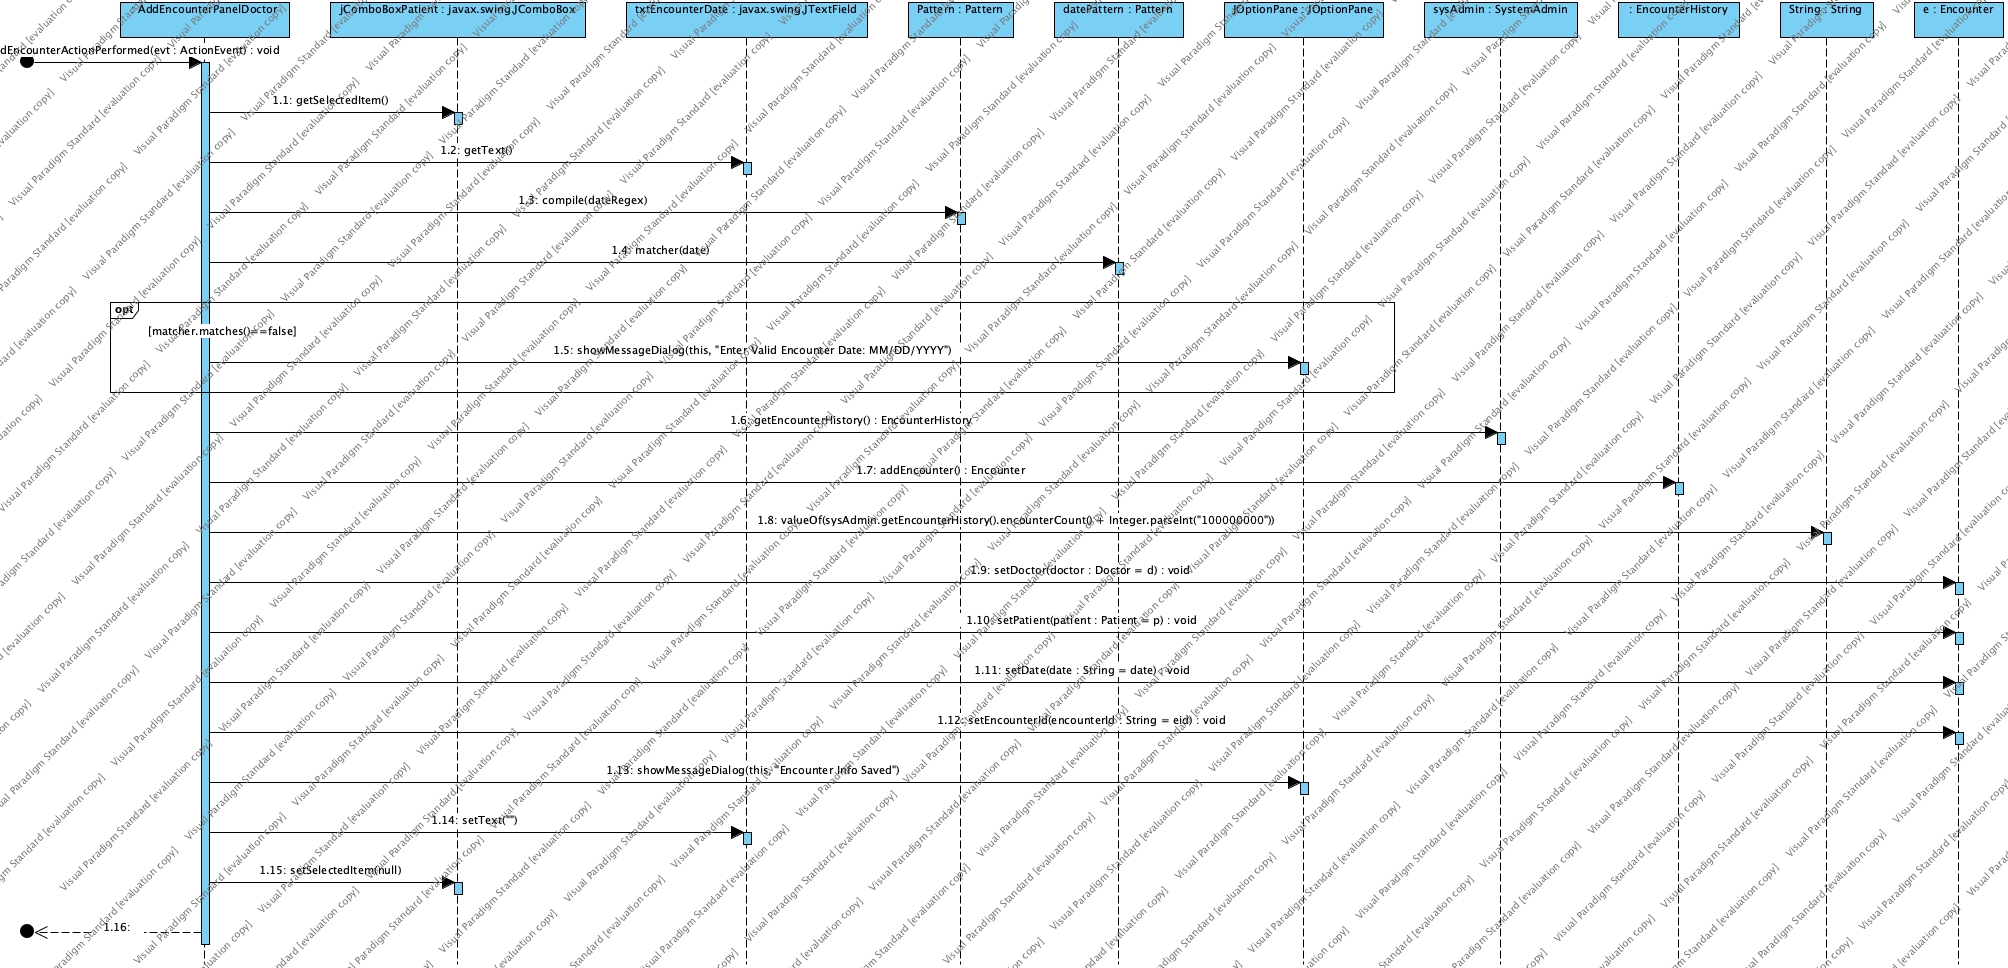 AddEncounterPanelDoctor
jComboBoxPatient : javax.swing.JComboBox
txtEncounterDate : javax.swing.JTextField
Pattern : Pattern
datePattern : Pattern
JOptionPane : JOptionPane
sysAdmin : SystemAdmin
: EncounterHistory
String : String
e : Encounter
dEncounterActionPerformed(evt : ActionEvent) : void
1.1: getSelectedItem()
1.2: getText()
1.3: compile(dateRegex)
1.4: matcher(date)
opt
[matcher.matches()==false]
1.5: showMessageDialog(this, "Enter Valid Encounter Date: MM/DD/YYYY")
1.6: getEncounterHistory() : EncounterHistory
1.7: addEncounter() : Encounter
1.8: valueOf(sysAdmin.getEncounterHistory().encounterCount() + Integer.parseInt("100000000"))
1.9: setDoctor(doctor : Doctor = d) : void
1.10: setPatient(patient : Patient = p) : void
1.11: setDate(date : String = date) : void
1.12: setEncounterId(encounterId : String = eid) : void
1.13: showMessageDialog(this, " Encounter Info Saved")
1.14: setText("")
1.15: setSelectedItem(null)
1.16:
Visual Paradigm Standard [evaluation copy]